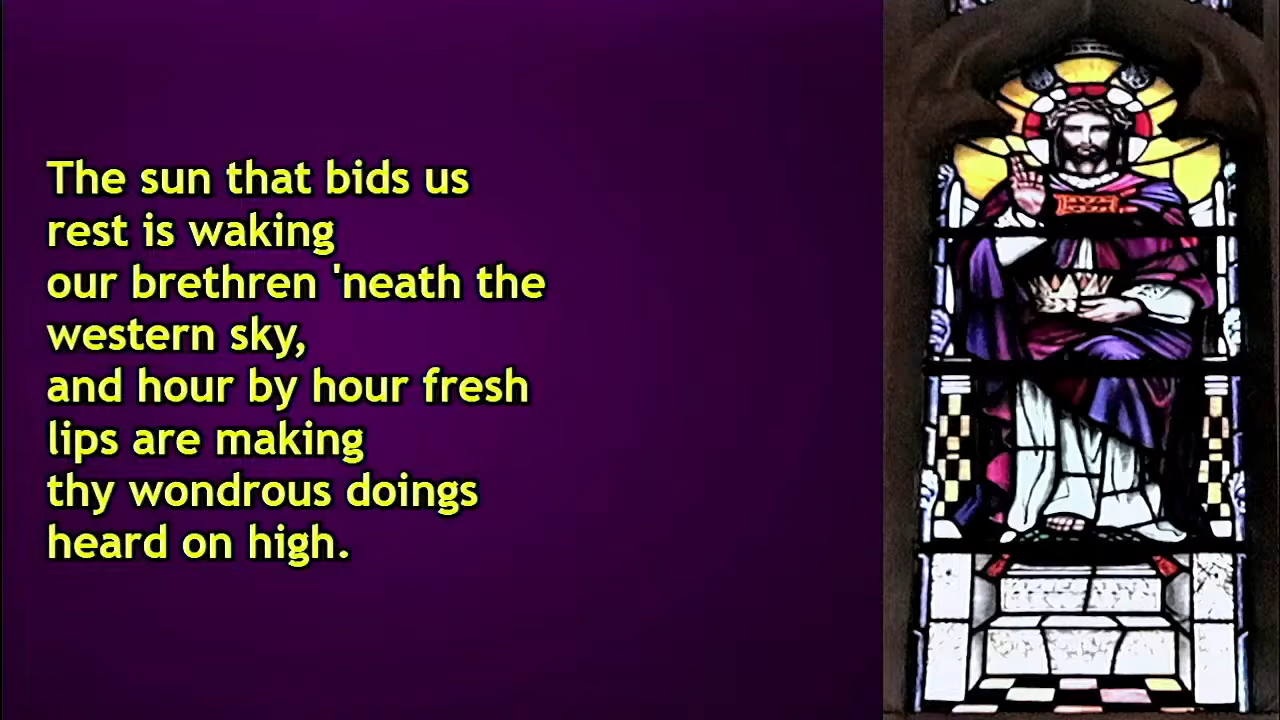 The sun that bids us
rest is waking
our brethren 'neath the
western sky,
and hour by hour fresh
lips are making
thy wondrous doings
heard on high.